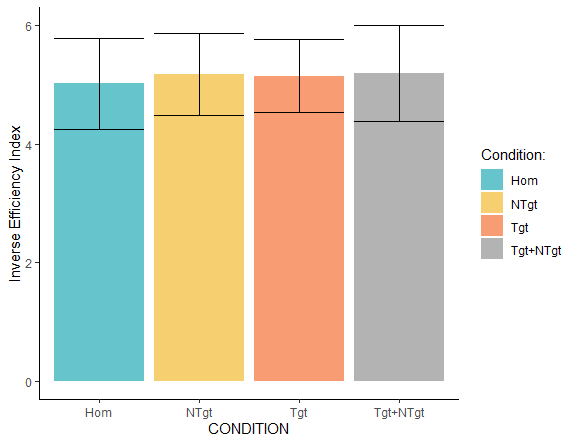 6
4
2
0
Inverse Efficiency Index
Hom
NTgt
Tgt
Tgt+NTgt
CONDITION
Condition:
Hom
NTgt
Tgt
Tgt+NTgt